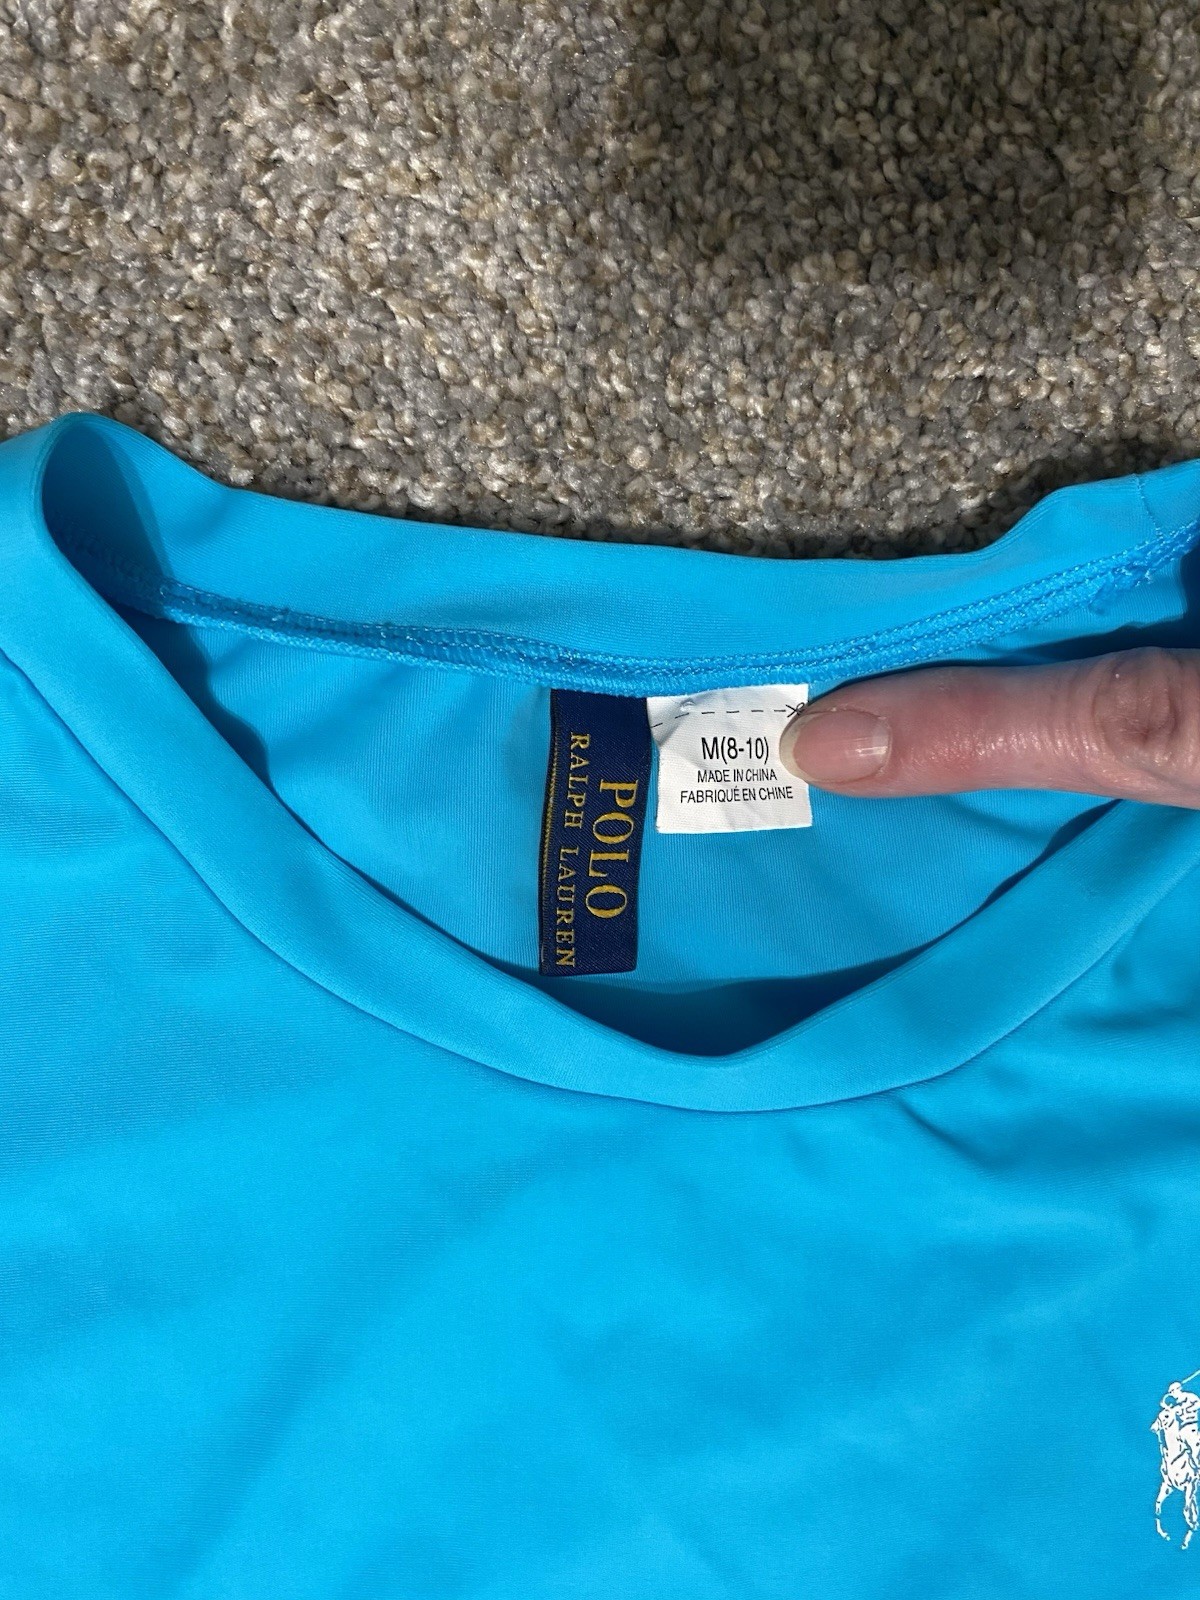 POLO
RALPH LAUREN
M(8-10)
MADE IN CHINA
FABRIQUÉ EN CHINE